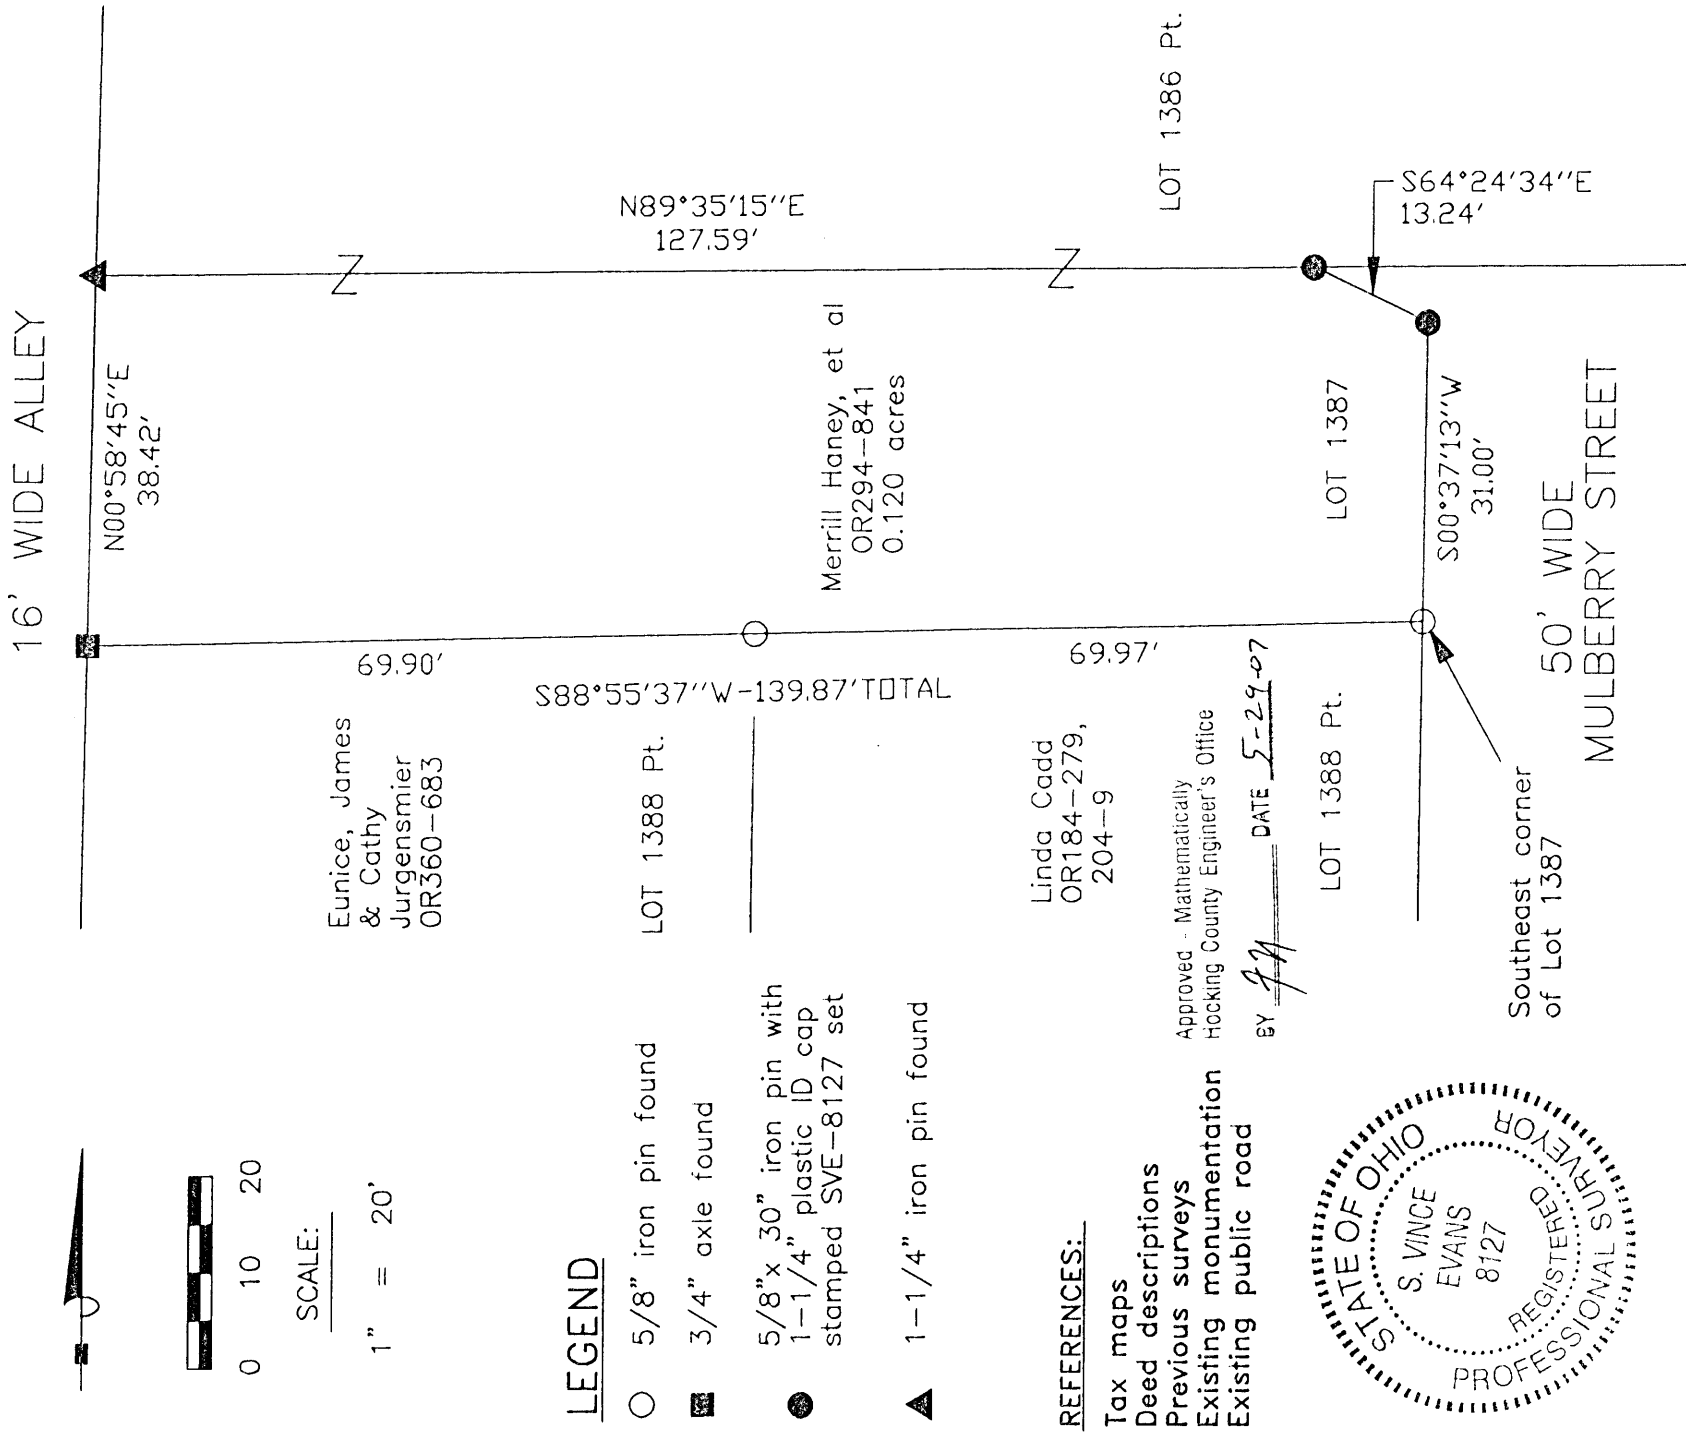 16' WIDE ALLEY
N00°58'45''E
38.42'
N89°35'15''E
127.59'
LOT 1386 Pt.
S64°24'34''E
13.24'
Merrill Haney, et al
OR294-841
0.120 acres
LOT 1387
S00°37'13''W
31.00'
50' WIDE
MULBERRY STREET
69.90'
69.97'
S88°55'37''W-139.87'TOTAL
Eunice, James
& Cathy
Jurgensmier
OR360-683
LOT 1388 Pt.
Linda Cadd
OR184-279,
204-9
Approved - Mathematically
Hocking County Engineer's Office
BY DATE 5-29-07
LOT 1388 Pt.
Southeast corner
of Lot 1387
0 10 20
SCALE:
1" = 20'
LEGEND
5/8" iron pin found
3/4" axle found
5/8"x 30" iron pin with
1-1/4" plastic ID cap
stamped SVE-8127 set
1-1/4" iron pin found
REFERENCES:
Tax maps
Deed descriptions
Previous surveys
Existing monumentation
Existing public road
STATE OF OHIO
S. VINCE
EVANS
8127
REGISTERED
PROFESSIONAL SURVEYOR